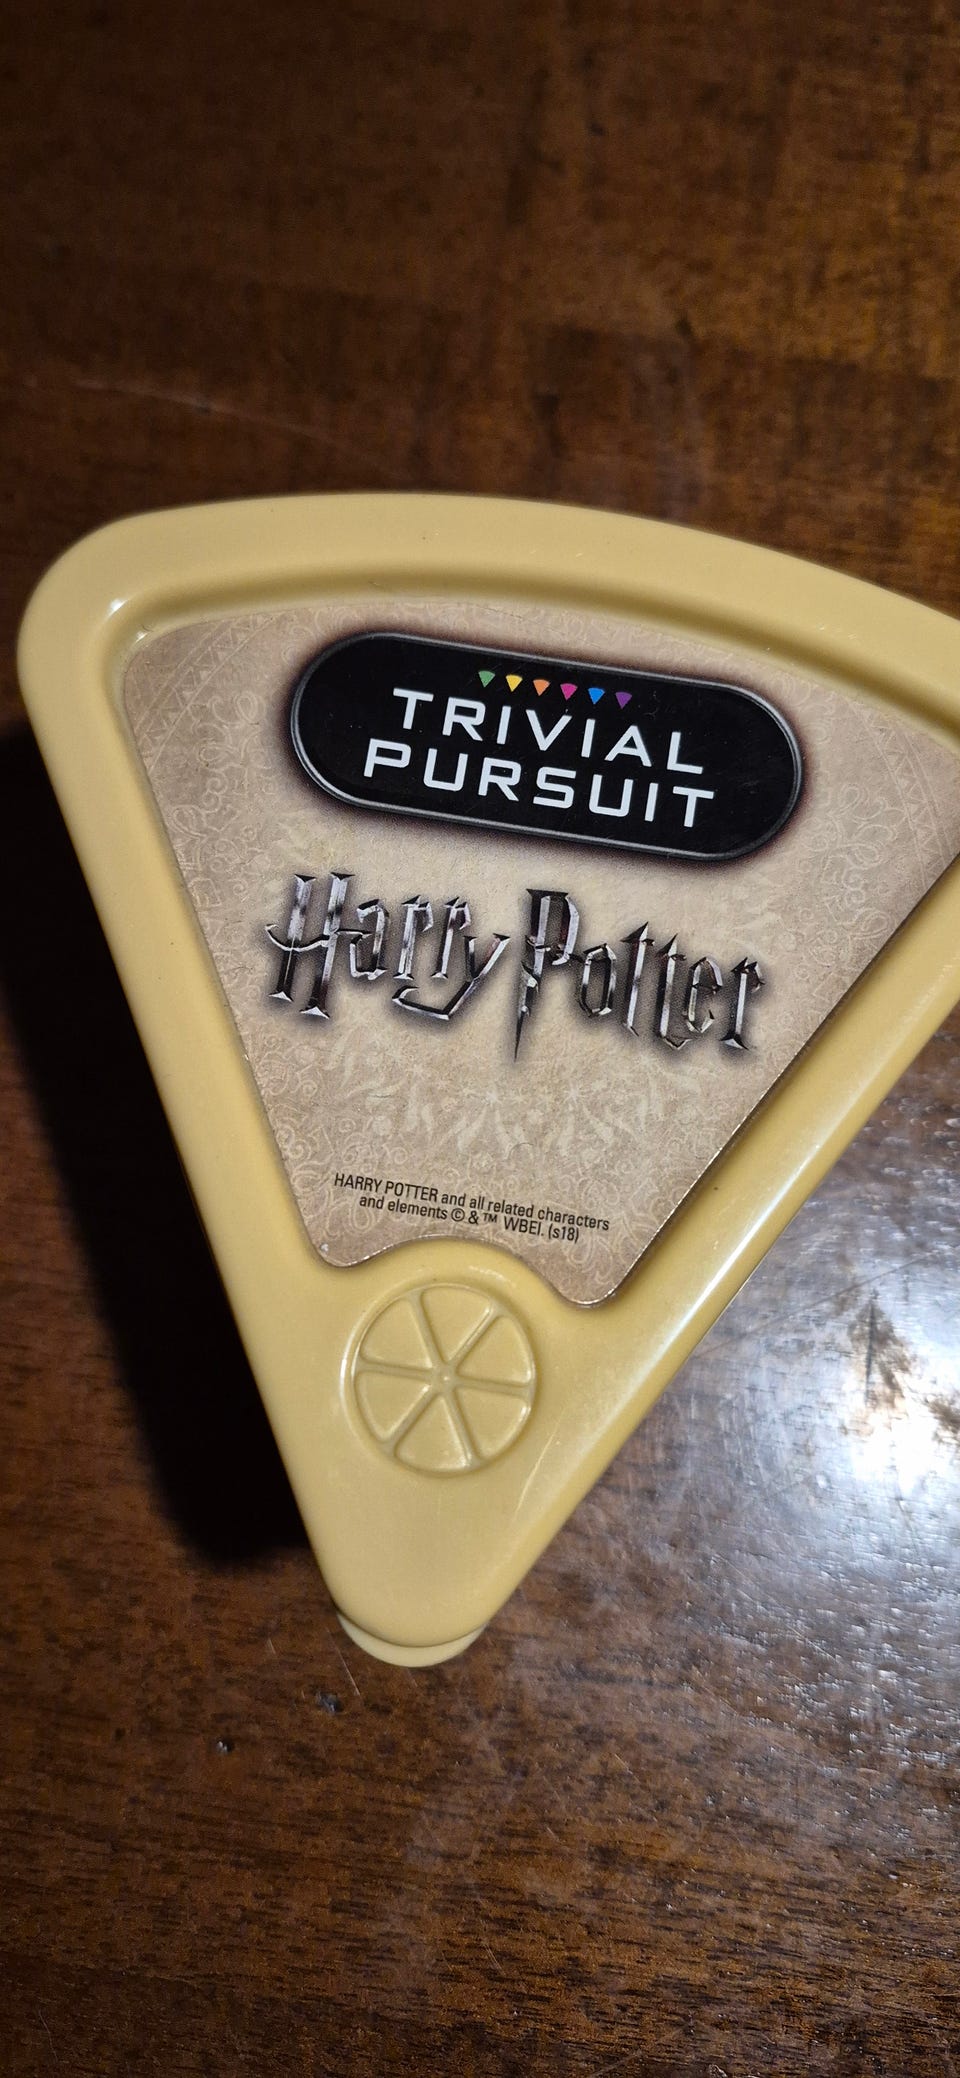 TRIVIAL
PURSUIT
Harry Potter
HARRY POTTER and all related characters
and elements © & ™ WBEI. (s18)